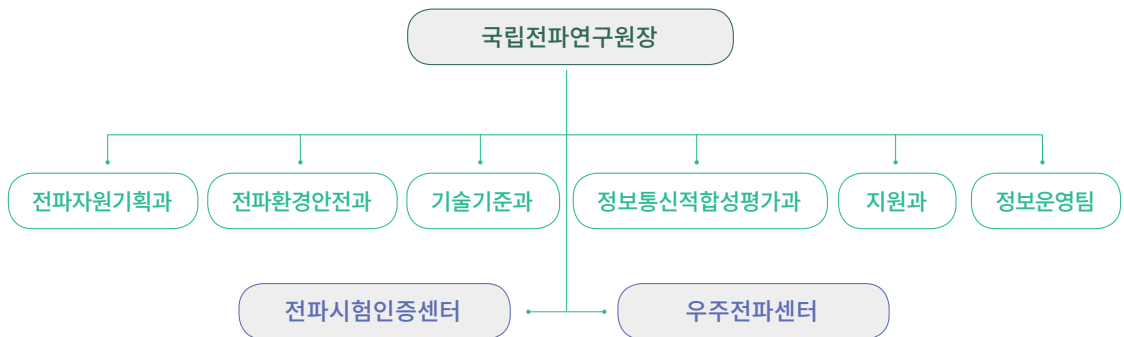 국립전파연구원장
전파자원기획과
전파환경안전과
기술기준과
정보통신적합성평가과
지원과
정보운영팀
전파시험인증센터
우주전파센터